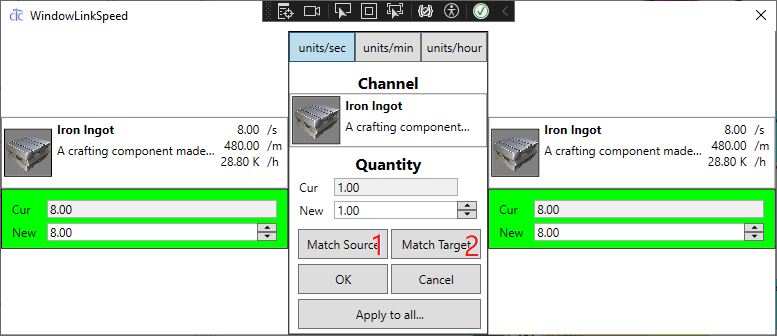 WindowLinkSpeed
units/sec units/min units/hour
Channel
Iron Ingot
A crafting component...
Quantity
Cur 1.00
New 1.00
Match Source 1 Match Target 2
OK Cancel
Apply to all...
Iron Ingot 8.00 /s
A crafting component made... 480.00 /m
28.80 K /h
Cur 8.00
New 8.00
Iron Ingot 8.00 /s
A crafting component made... 480.00 /m
28.80 K /h
Cur 8.00
New 8.00